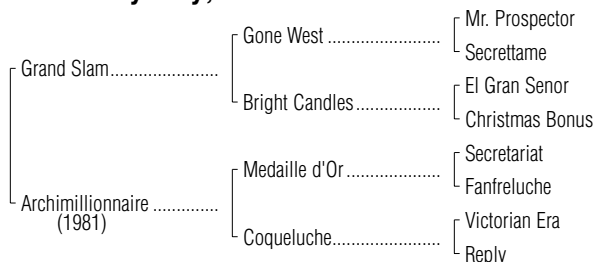 Mr. Prospector
Gone West
Secrettame
Grand Slam
El Gran Senor
Bright Candles
Christmas Bonus
Secretariat
Medaille d'Or
Fanfreluche
Archimillionnaire
(1981)
Victorian Era
Coqueluche
Reply